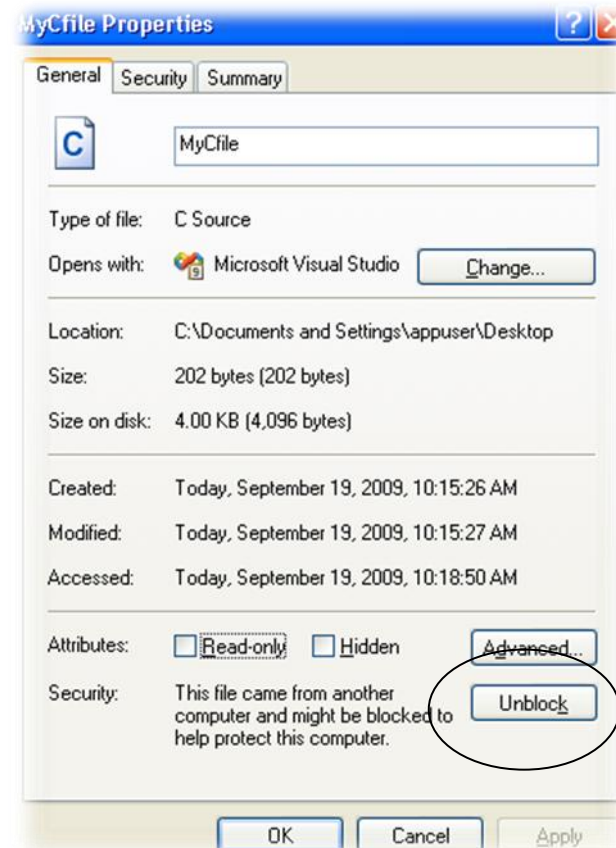 MyCfile Properties
General Security Summary
C MyCfile
Type of file: C Source
Opens with: 9 Microsoft Visual Studio Change...
Location: C:\Documents and Settings\appuser\Desktop
Size: 202 bytes (202 bytes)
Size on disk: 4.00 KB (4,096 bytes)
Created: Today, September 19, 2009, 10:15:26 AM
Modified: Today, September 19, 2009, 10:15:27 AM
Accessed: Today, September 19, 2009, 10:18:50 AM
Attributes: Read-only Hidden Advanced...
Security: This file came from another
computer and might be blocked to
help protect this computer.
Unblock
OK Cancel Apply